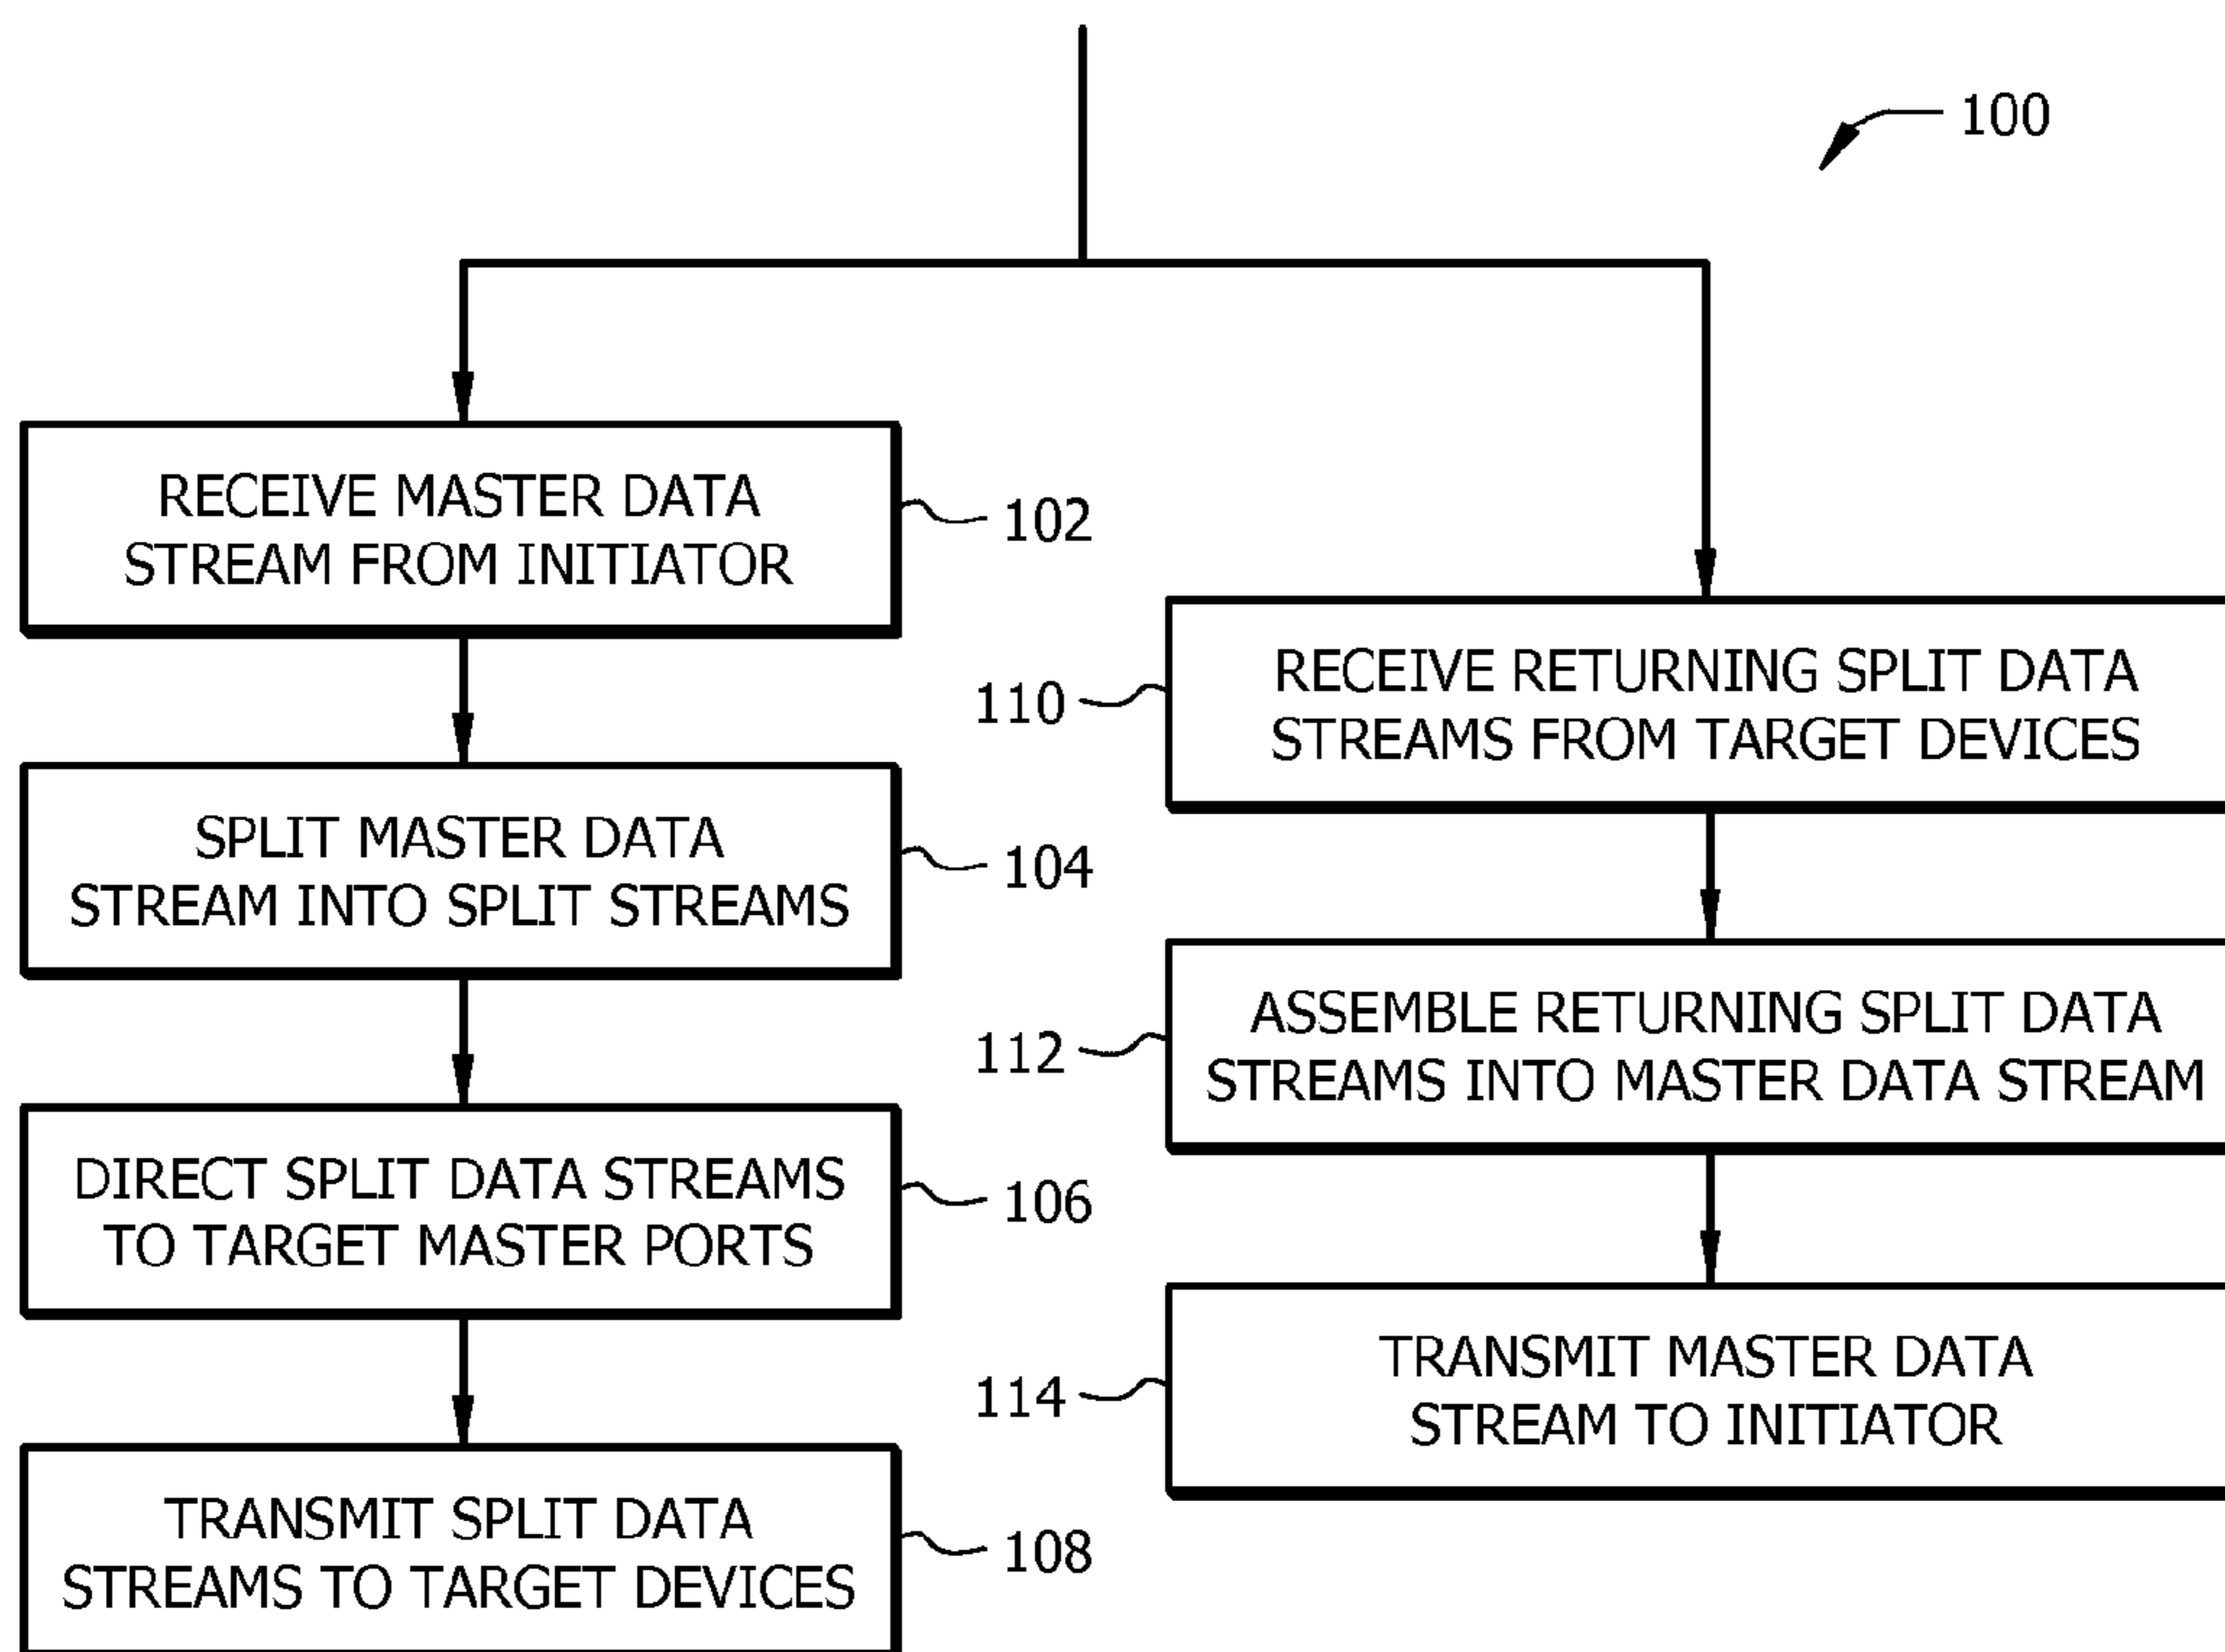 100
RECEIVE MASTER DATA
STREAM FROM INITIATOR
102
SPLIT MASTER DATA
STREAM INTO SPLIT STREAMS
104
DIRECT SPLIT DATA STREAMS
TO TARGET MASTER PORTS
106
TRANSMIT SPLIT DATA
STREAMS TO TARGET DEVICES
108
110
RECEIVE RETURNING SPLIT DATA
STREAMS FROM TARGET DEVICES
112
ASSEMBLE RETURNING SPLIT DATA
STREAMS INTO MASTER DATA STREAM
114
TRANSMIT MASTER DATA
STREAM TO INITIATOR